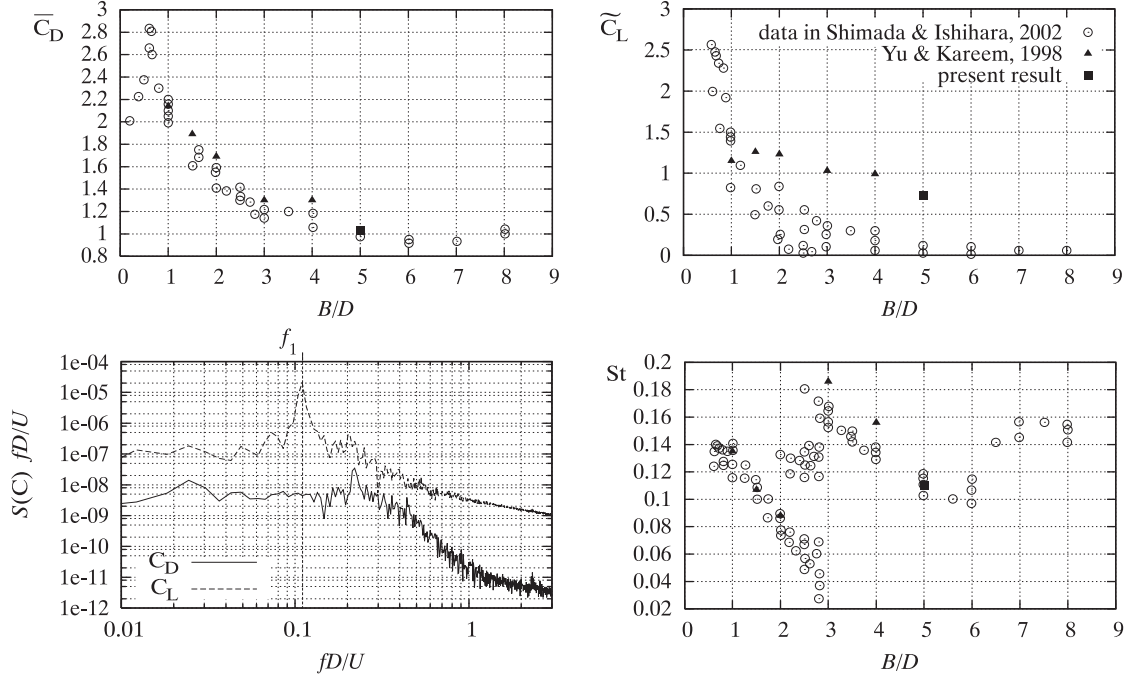 C̅_D
3
2.8
2.6
2.4
2.2
2
1.8
1.6
1.4
1.2
1
0.8
0 1 2 3 4 5 6 7 8 9
B/D
C̃_L
3
2.5
2
1.5
1
0.5
0
data in Shimada & Ishihara, 2002
Yu & Kareem, 1998
present result
0 1 2 3 4 5 6 7 8 9
B/D
f₁
S(C) fD/U
1e-04
1e-05
1e-06
1e-07
1e-08
1e-09
1e-10
1e-11
1e-12
C_D
C_L
0.01 0.1 1
fD/U
St
0.2
0.18
0.16
0.14
0.12
0.1
0.08
0.06
0.04
0.02
0 1 2 3 4 5 6 7 8 9
B/D